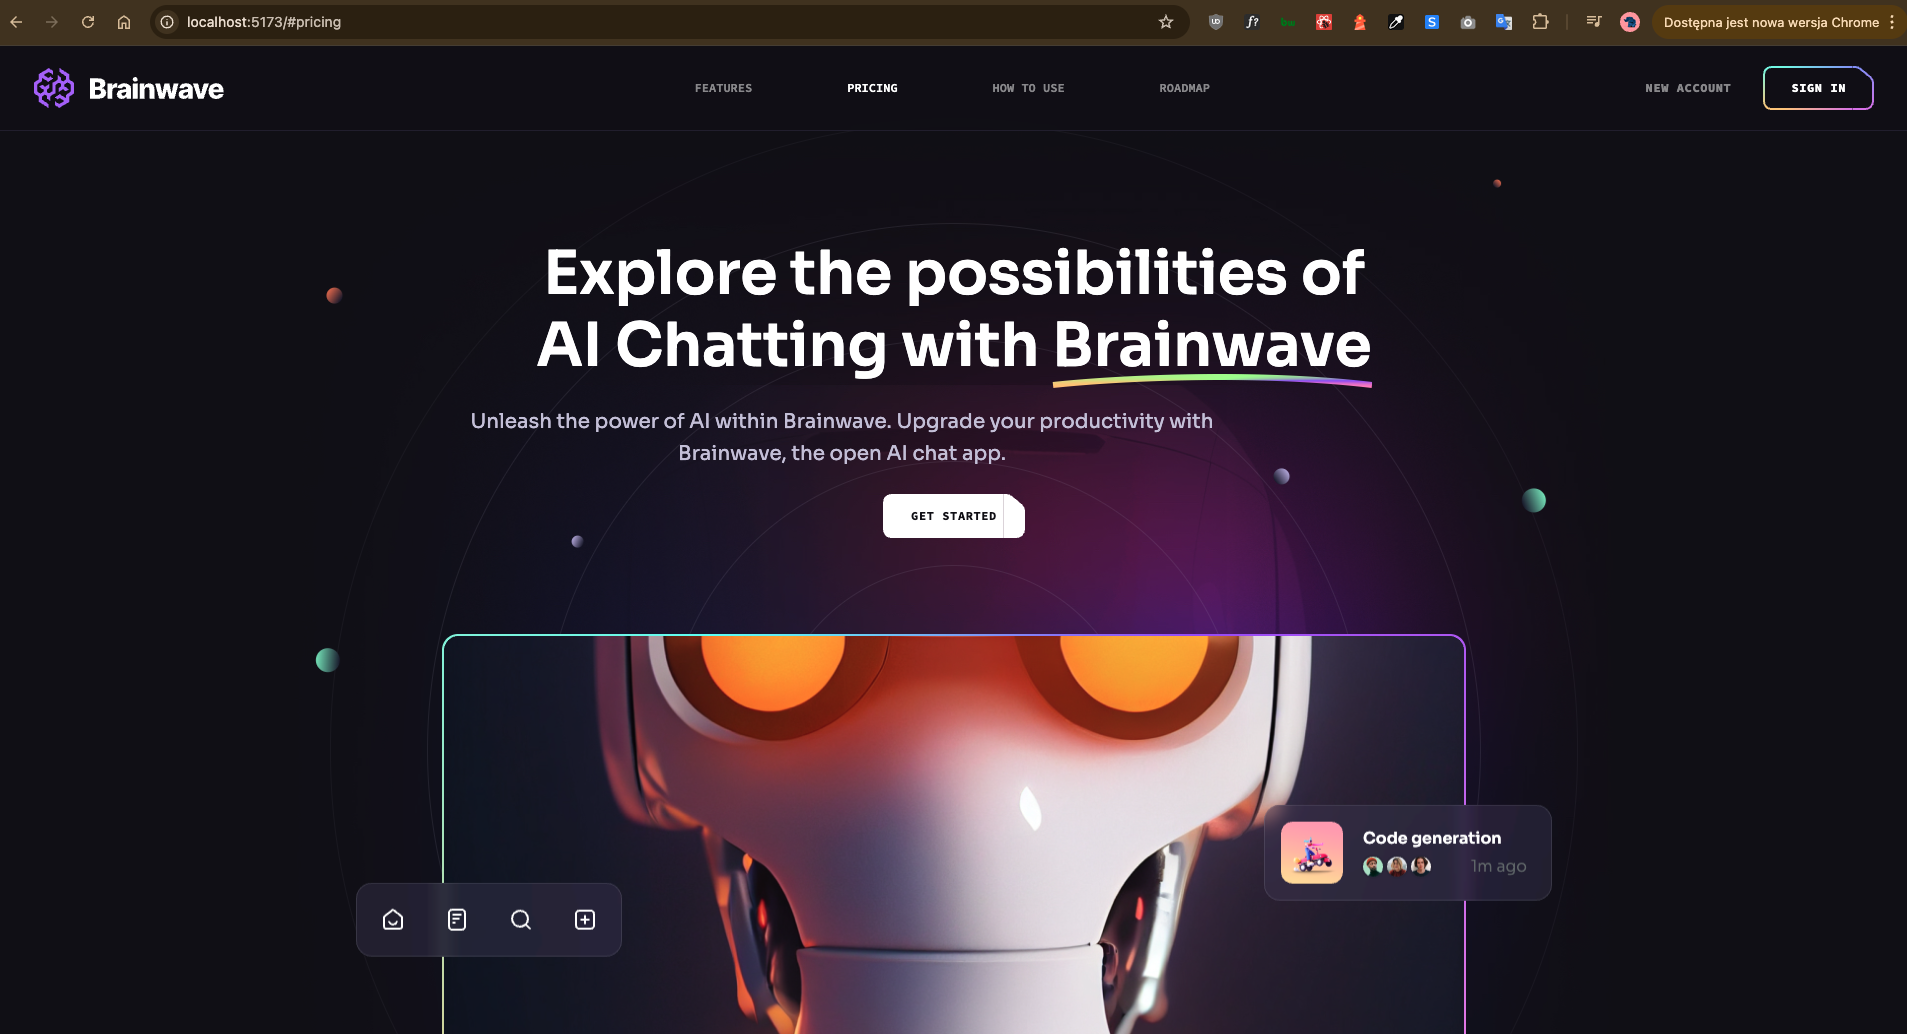 localhost:5173/#pricing
Dostępna jest nowa wersja Chrome
Brainwave
FEATURES
PRICING
HOW TO USE
ROADMAP
NEW ACCOUNT
SIGN IN
Explore the possibilities of
AI Chatting with Brainwave
Unleash the power of AI within Brainwave. Upgrade your productivity with
Brainwave, the open AI chat app.
GET STARTED
Code generation
1m ago